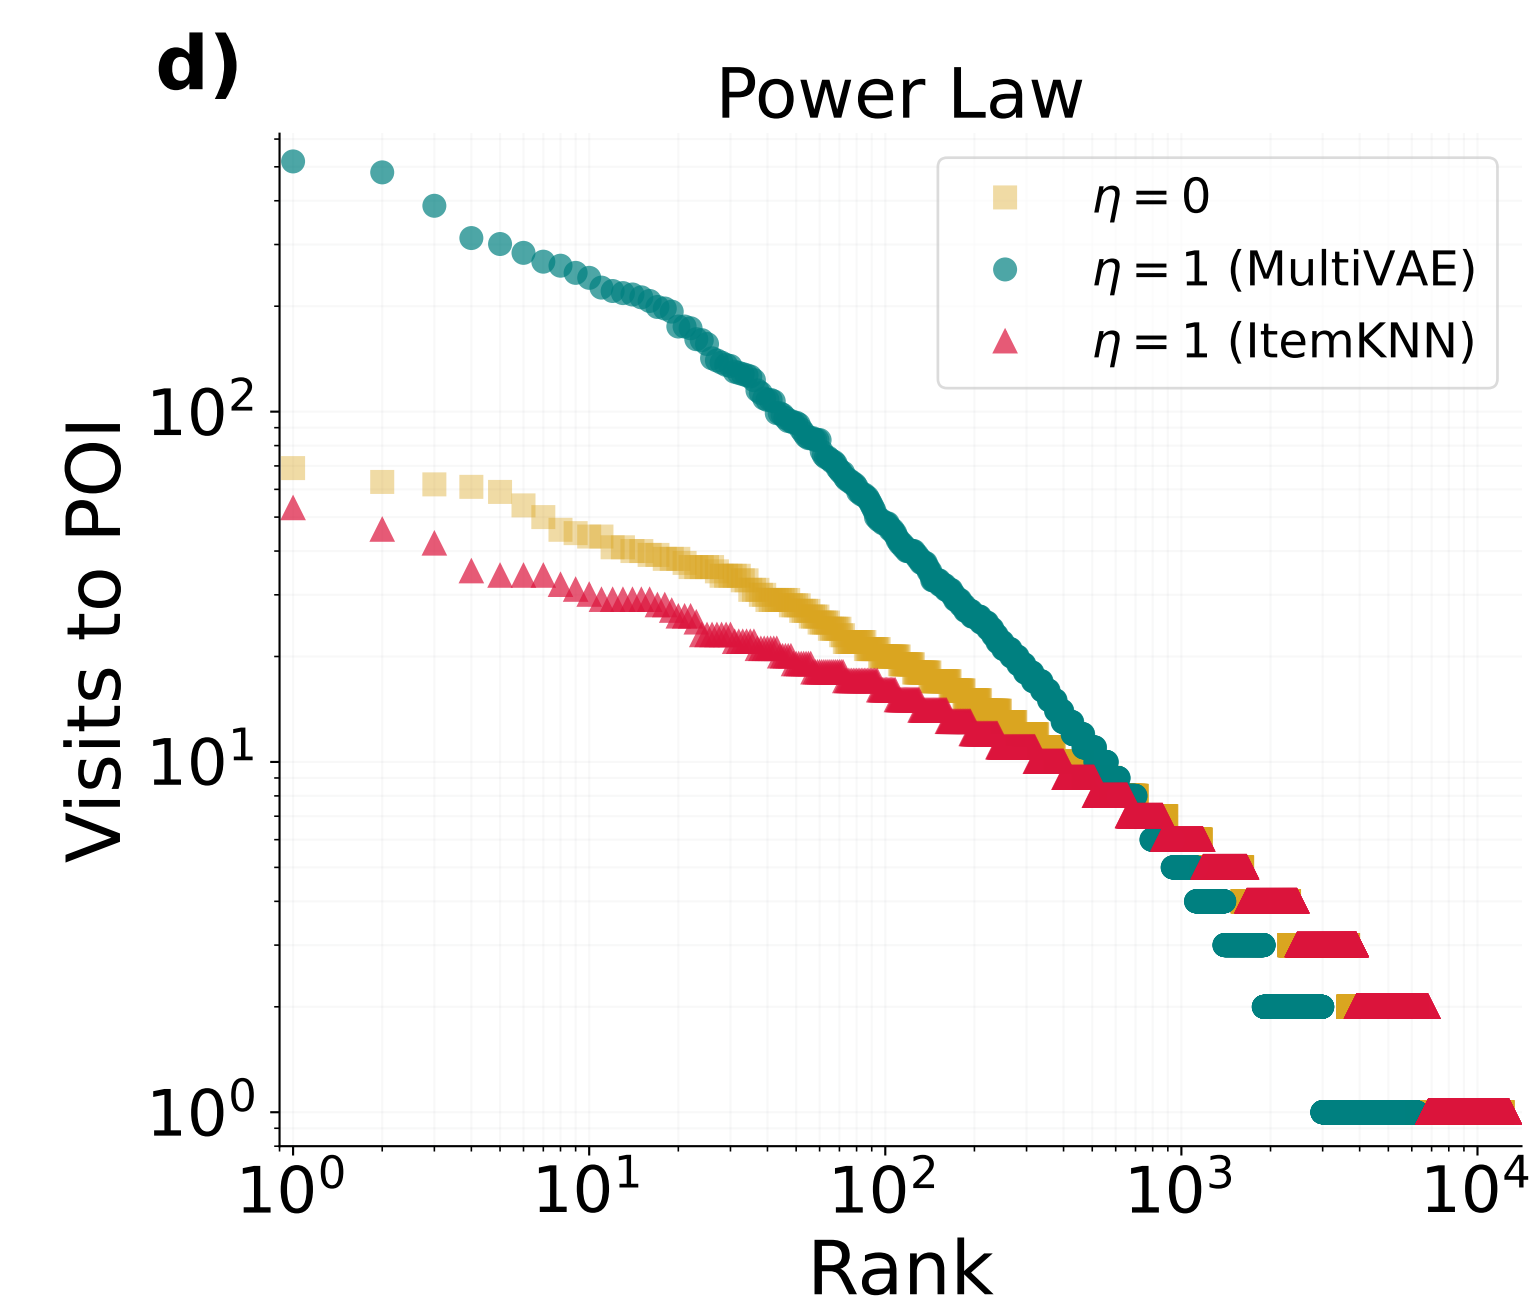 d)
Power Law
η = 0
η = 1 (MultiVAE)
η = 1 (ItemKNN)
Visits to POI
10²
10¹
10⁰
10⁰ 10¹ 10² 10³ 10⁴
Rank